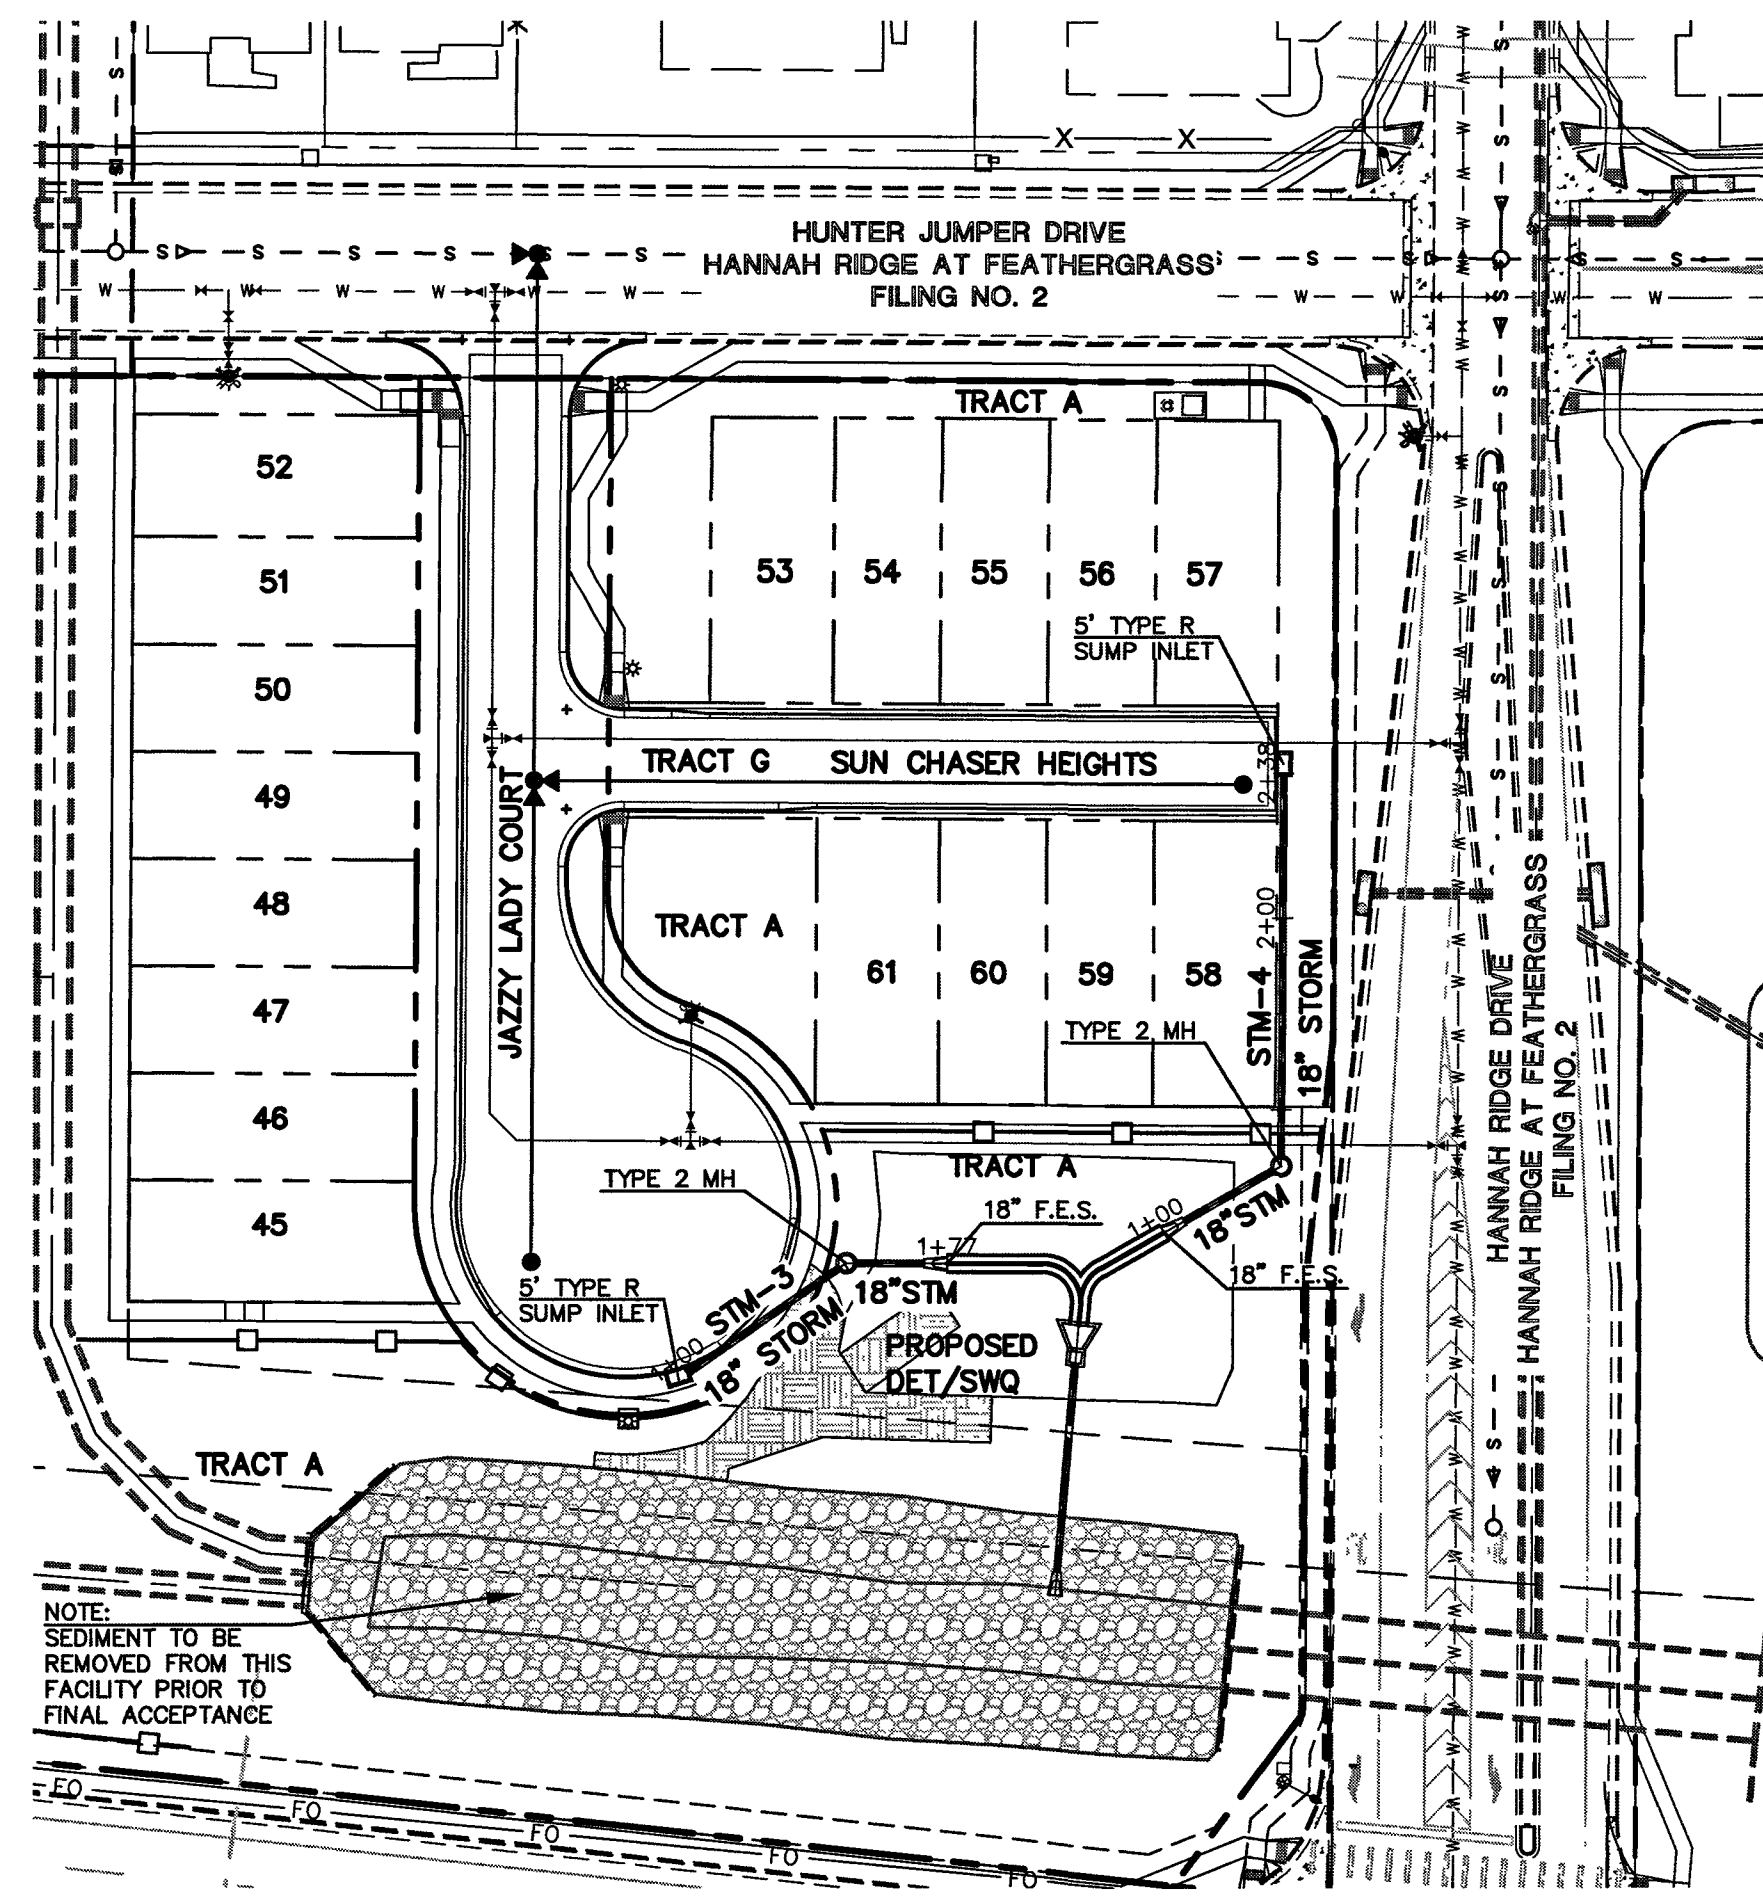 HUNTER JUMPER DRIVE
HANNAH RIDGE AT FEATHERGRASS
FILING NO. 2
TRACT A
52
51
50
49
48
47
46
45
53
54
55
56
57
5' TYPE R
SUMP INLET
TRACT G
SUN CHASER HEIGHTS
2+38
JAZZY LADY COURT
TRACT A
61
60
59
58
2+00
STM-4
18" STORM
TYPE 2 MH
HANNAH RIDGE DRIVE
HANNAH RIDGE AT FEATHERGRASS
FILING NO. 2
TRACT A
TYPE 2 MH
18" F.E.S.
1+00
18"STM
1+77
18" F.E.S.
5' TYPE R
SUMP INLET
STM-3
18" STORM
1+00
18"STM
PROPOSED
DET/SWQ
TRACT A
NOTE:
SEDIMENT TO BE
REMOVED FROM THIS
FACILITY PRIOR TO
FINAL ACCEPTANCE
FO
FO
FO
FO
FO
S
S
S
S
S
S
W
W
W
W
W
W
W
W
X
X